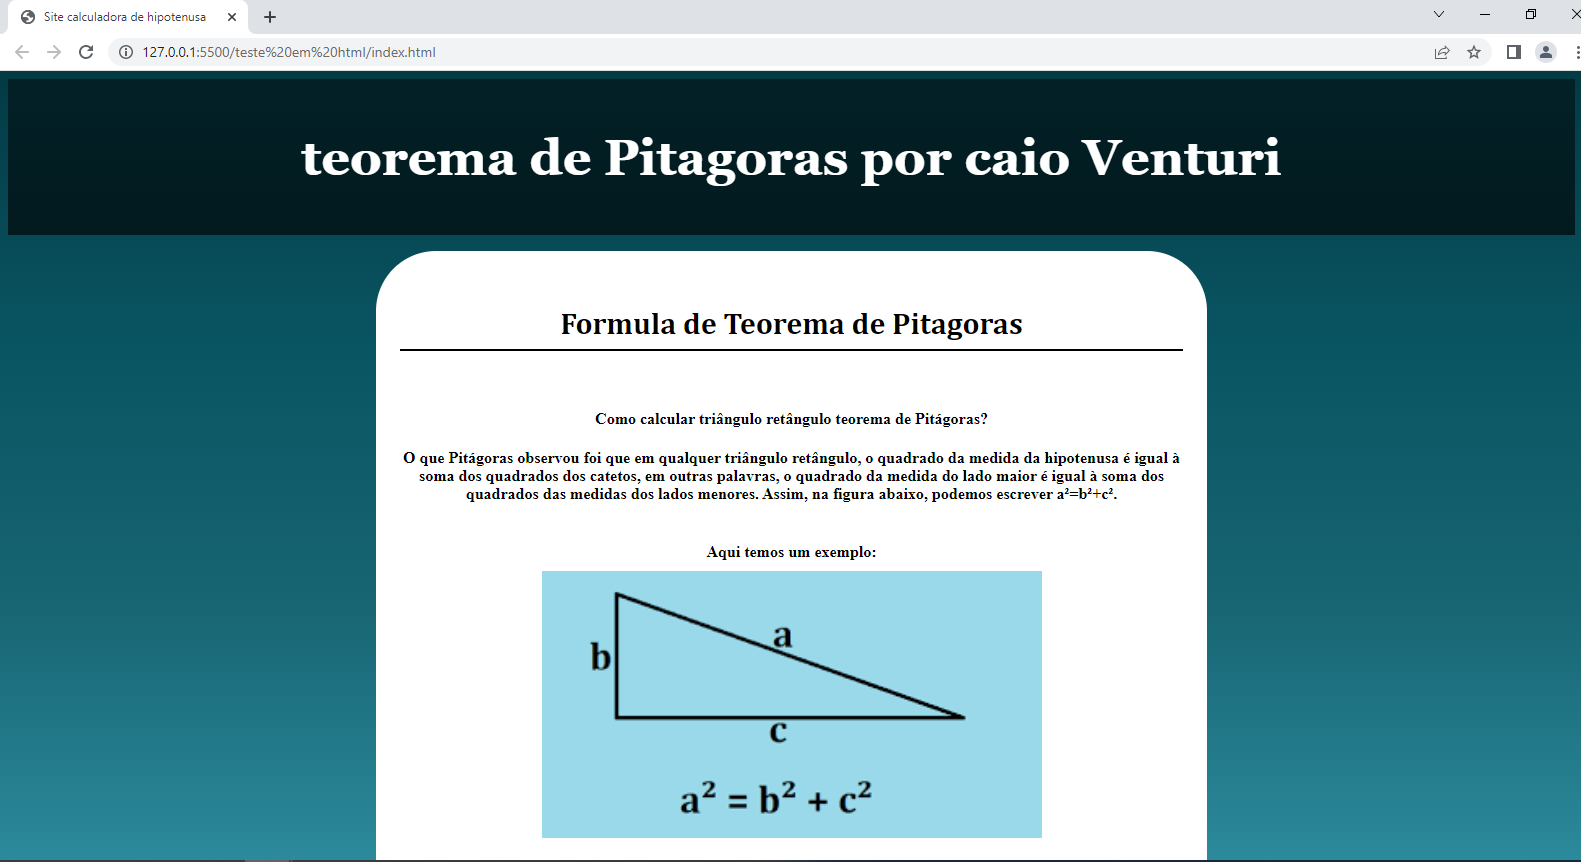 Site calculadora de hipotenusa
127.0.0.1:5500/teste%20em%20html/index.html
teorema de Pitagoras por caio Venturi
Formula de Teorema de Pitagoras
Como calcular triângulo retângulo teorema de Pitágoras?
O que Pitágoras observou foi que em qualquer triângulo retângulo, o quadrado da medida da hipotenusa é igual à
soma dos quadrados dos catetos, em outras palavras, o quadrado da medida do lado maior é igual à soma dos
quadrados das medidas dos lados menores. Assim, na figura abaixo, podemos escrever a²=b²+c².
Aqui temos um exemplo:
a
b
c
a² = b² + c²